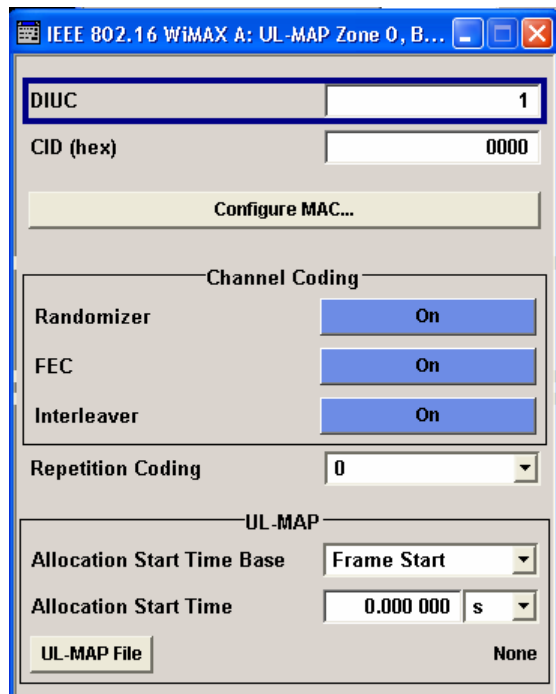 IEEE 802.16 WiMAX A: UL-MAP Zone 0, B...
DIUC 1
CID (hex) 0000
Configure MAC...
Channel Coding
Randomizer On
FEC On
Interleaver On
Repetition Coding 0
UL-MAP
Allocation Start Time Base Frame Start
Allocation Start Time 0.000 000 s
UL-MAP File None